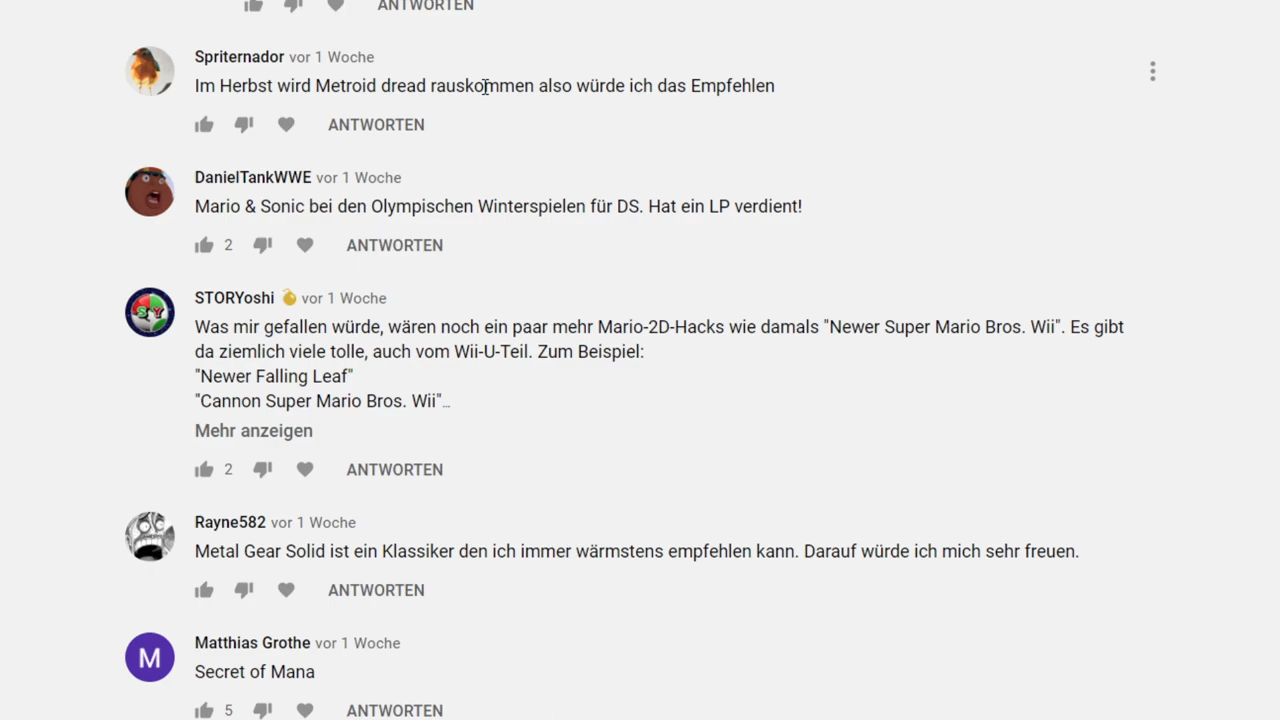 ANTWORTEN
Spriternador vor 1 Woche
Im Herbst wird Metroid dread rauskommen also würde ich das Empfehlen
ANTWORTEN
DanielTankWWE vor 1 Woche
Mario & Sonic bei den Olympischen Winterspielen für DS. Hat ein LP verdient!
2 ANTWORTEN
SY
STORYoshi vor 1 Woche
Was mir gefallen würde, wären noch ein paar mehr Mario-2D-Hacks wie damals "Newer Super Mario Bros. Wii". Es gibt
da ziemlich viele tolle, auch vom Wii-U-Teil. Zum Beispiel:
"Newer Falling Leaf"
"Cannon Super Mario Bros. Wii"...
Mehr anzeigen
2 ANTWORTEN
Rayne582 vor 1 Woche
Metal Gear Solid ist ein Klassiker den ich immer wärmstens empfehlen kann. Darauf würde ich mich sehr freuen.
ANTWORTEN
M
Matthias Grothe vor 1 Woche
Secret of Mana
5 ANTWORTEN